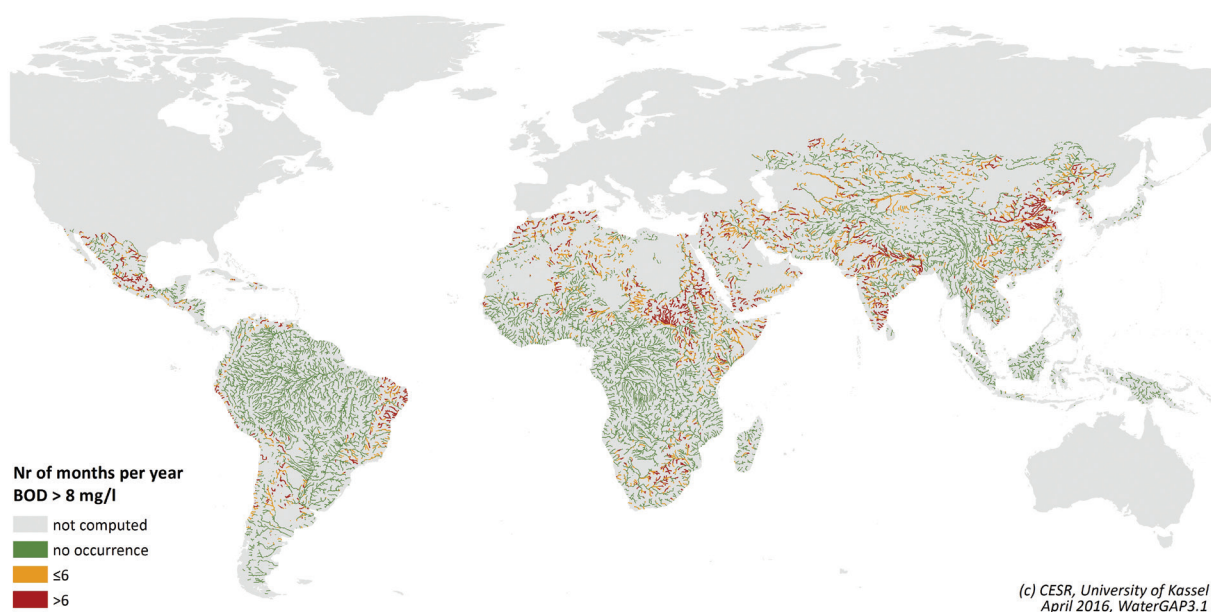 Nr of months per year
BOD > 8 mg/l
not computed
no occurrence
≤6
>6
(c) CESR, University of Kassel
April 2016, WaterGAP3.1